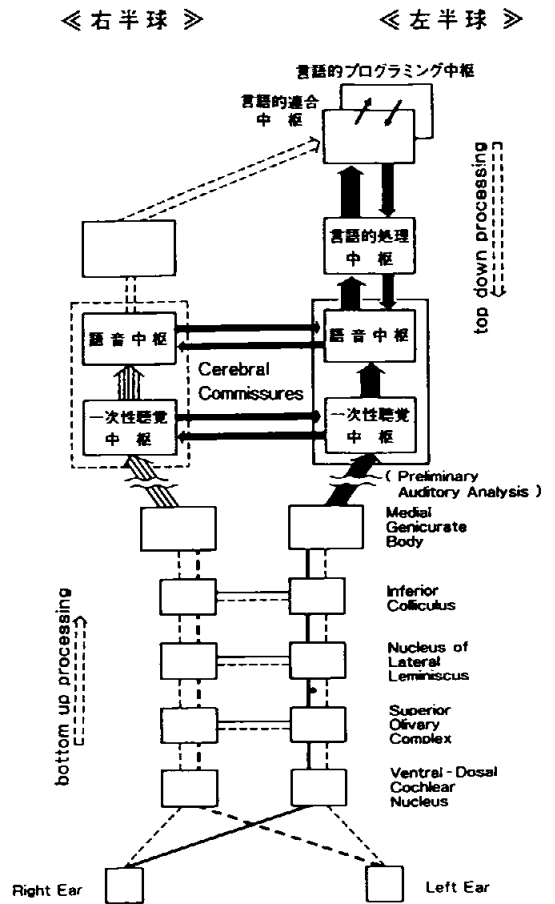 ≪ 右 半 球 ≫
≪ 左 半 球 ≫
言語的プログラミング中枢
言語的連合
中 枢
top down processing
言語的処理
中 枢
語 音 中 枢
語 音 中 枢
Cerebral
Commissures
一次性聴覚
中 枢
一次性聴覚
中 枢
( Preliminary
Auditory Analysis )
Medial
Genicurate
Body
bottom up processing
Inferior
Colliculus
Nucleus of
Lateral
Leminiscus
Superior
Olivary
Complex
Ventral-Dosal
Cochlear
Nucleus
Right Ear
Left Ear